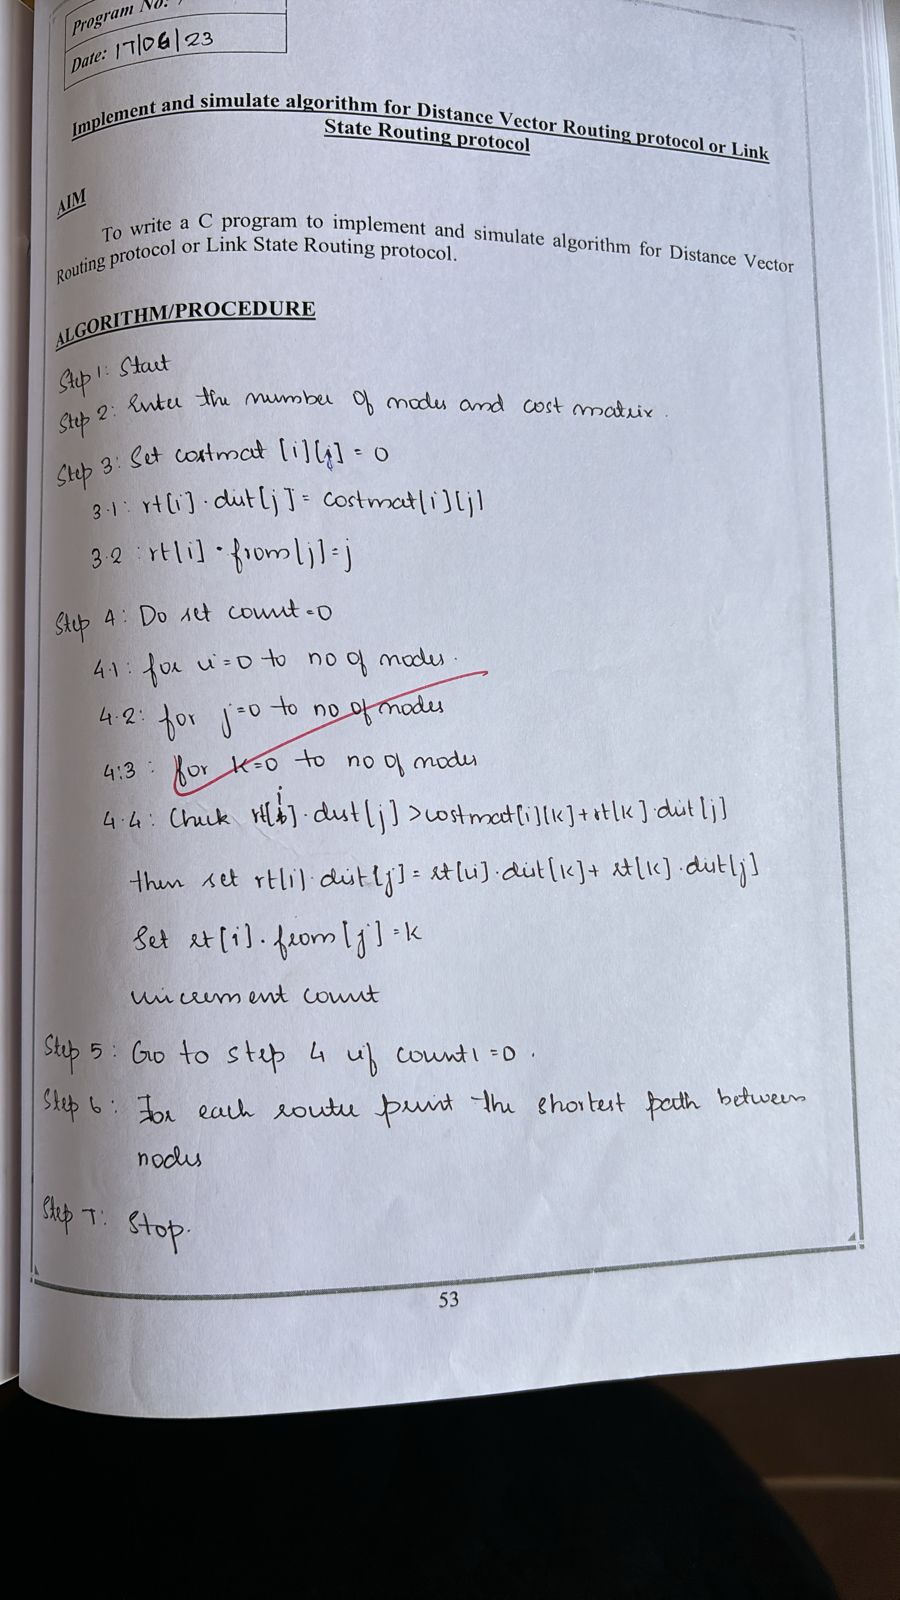 Program No:
Date: 17/06/23
Implement and simulate algorithm for Distance Vector Routing protocol or Link
State Routing protocol
AIM
To write a C program to implement and simulate algorithm for Distance Vector
Routing protocol or Link State Routing protocol.
ALGORITHM/PROCEDURE
Step 1: Start
Step 2: Enter the number of nodes and cost matrix.
Step 3: Set costmat [i][j] = 0
3.1: rt[i].dist[j] = costmat[i][j]
3.2: rt[i].from[j]=j
Step 4: Do set count=0
4.1: for i=0 to no of nodes.
4.2: for j=0 to no of nodes
4:3: for k=0 to no of nodes
4.4: Check rt[i].dist[j] >costmat[i][k]+rt[k].dist[j]
then set rt[i].dist[j] = rt[i].dist[k]+ rt[k].dist[j]
Set rt[i].from[j]=k
increment count
Step 5: Go to step 4 if count!=0.
Step 6: For each route print the shortest path between
nodes
Step 7: Stop.
53